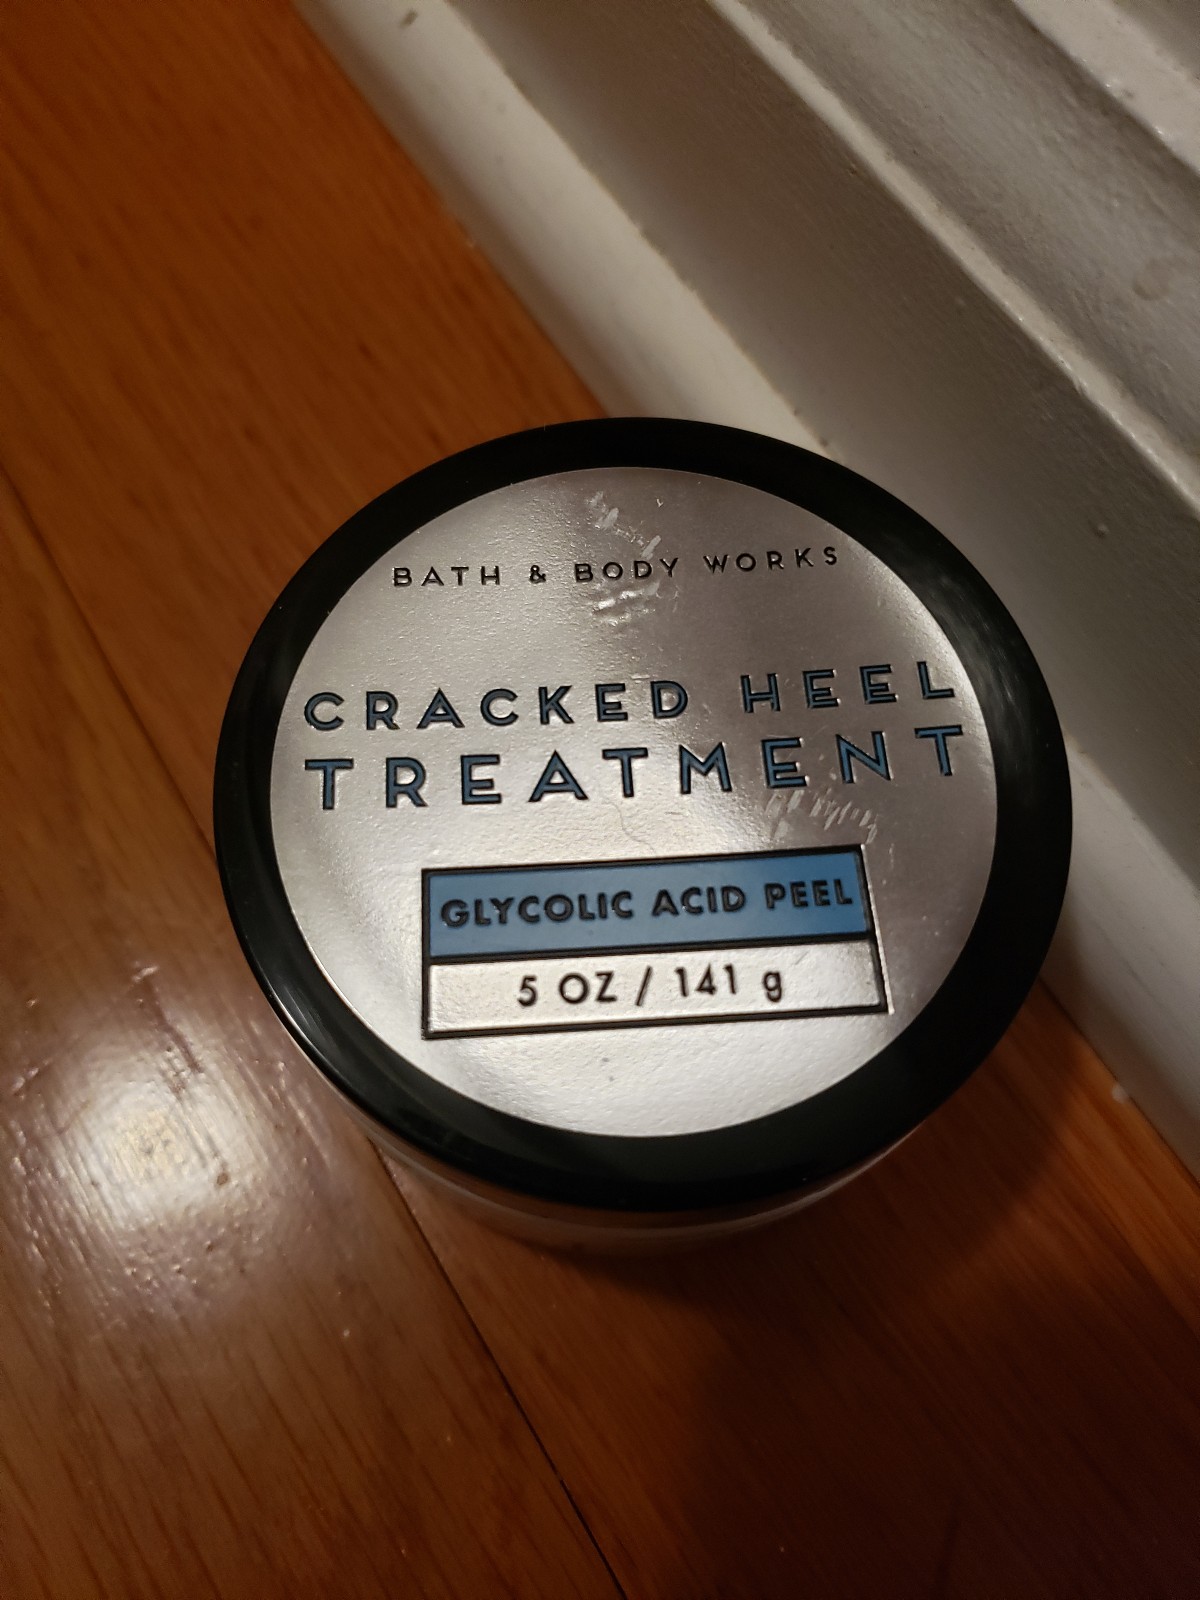 BATH & BODY WORKS
CRACKED HEEL
TREATMENT
GLYCOLIC ACID PEEL
5 OZ / 141 g